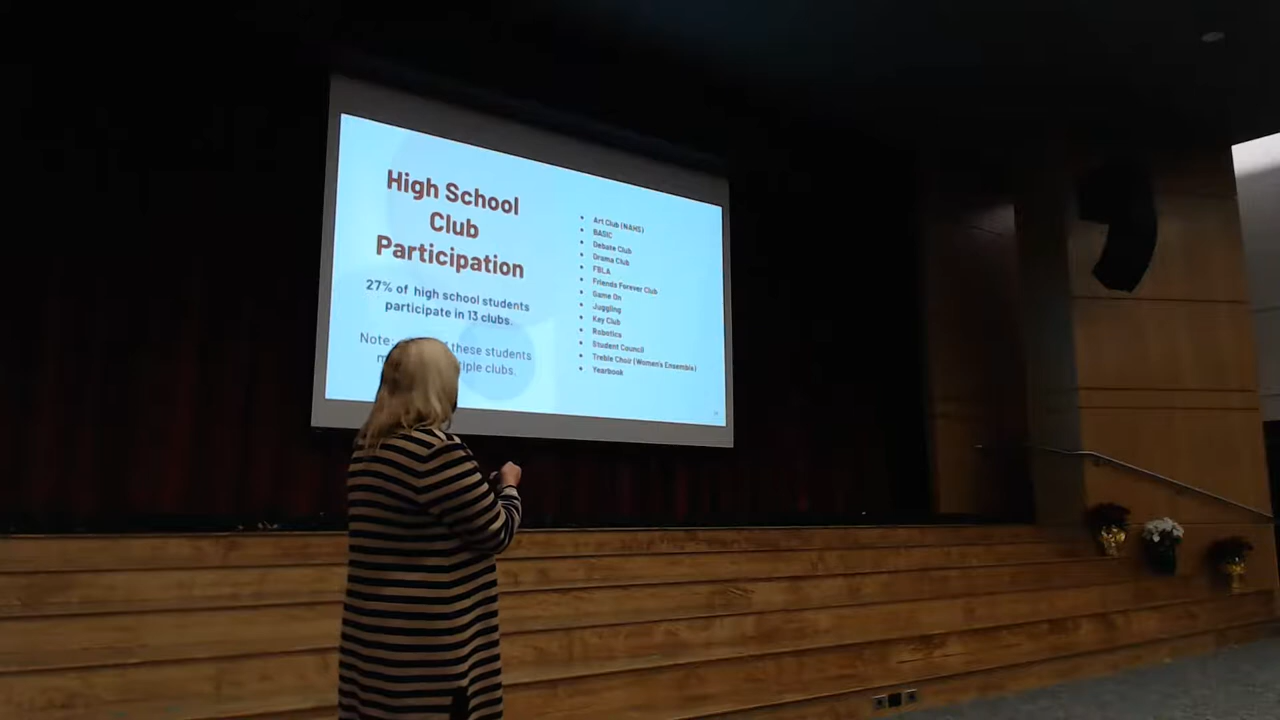 High School
Club
Participation
27% of high school students
participate in 13 clubs.
Note: these students
clubs.
Art Club (NAHS)
BASIC
Debate Club
Drama Club
FBLA
Friends Forever Club
Game On
Juggling
Key Club
Robotics
Student Council
Treble Choir (Women's Ensemble)
Yearbook